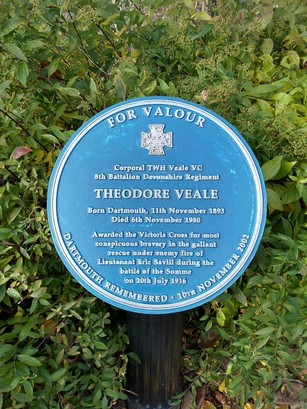 FOR VALOUR
Corporal TWH Veale VC
8th Battalion Devonshire Regiment
THEODORE VEALE
Born Dartmouth, 11th November 1893
Died 6th November 1980
Awarded the Victoria Cross for most
conspicuous bravery in the gallant
rescue under enemy fire of
Lieutenant Eric Savill during the
battle of the Somme
on 20th July 1916
DARTMOUTH REMEMBERED · 10TH NOVEMBER 2002